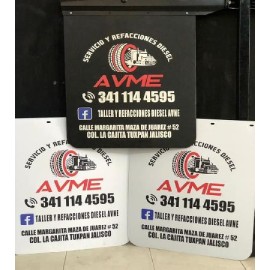 SERVICIO Y REFACCIONES DIESEL
AVME
341 114 4595
TALLER Y REFACCIONES DIESEL AVME
CALLE MARGARITA MAZA DE JUAREZ # 52
COL. LA CAJITA TUXPAN JALISCO
SERVICIO Y REFACCIONES DIESEL
AVME
341 114 4595
TALLER Y REFACCIONES DIESEL AVME
CALLE MARGARITA MAZA DE JUAREZ # 52
COL. LA CAJITA TUXPAN JALISCO
SERVICIO Y REFACCIONES DIESEL
AVME
341 114 4595
TALLER Y REFACCIONES DIESEL AVME
CALLE MARGARITA MAZA DE JUAREZ # 52
COL. LA CAJITA TUXPAN JALISCO